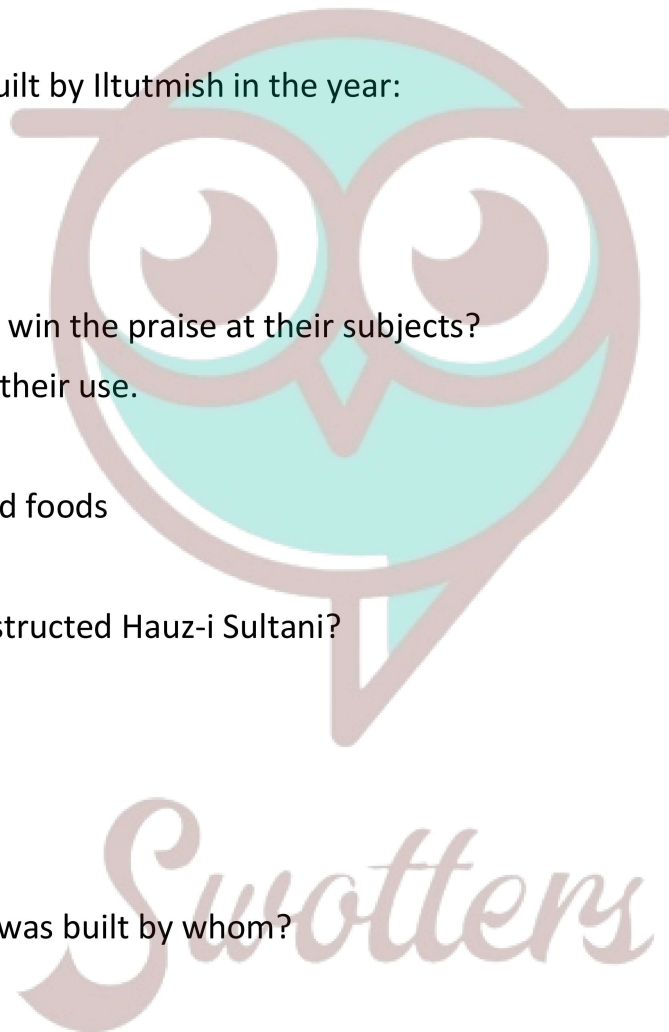 uilt by Iltutmish in the year:
win the praise at their subjects?
their use.
d foods
structed Hauz-i Sultani?
was built by whom?
Swotters